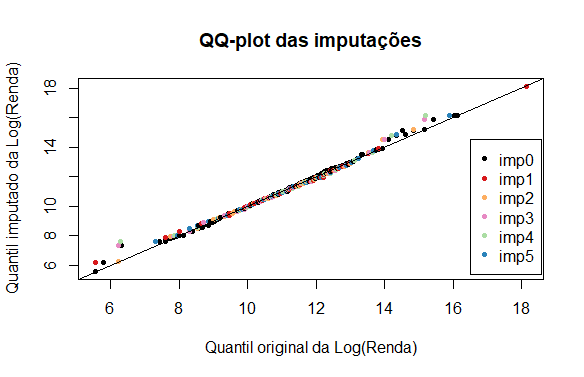 QQ-plot das imputações
Quantil imputado da Log(Renda)
18
14
10
8
6
imp0
imp1
imp2
imp3
imp4
imp5
6
8
10
12
14
16
18
Quantil original da Log(Renda)